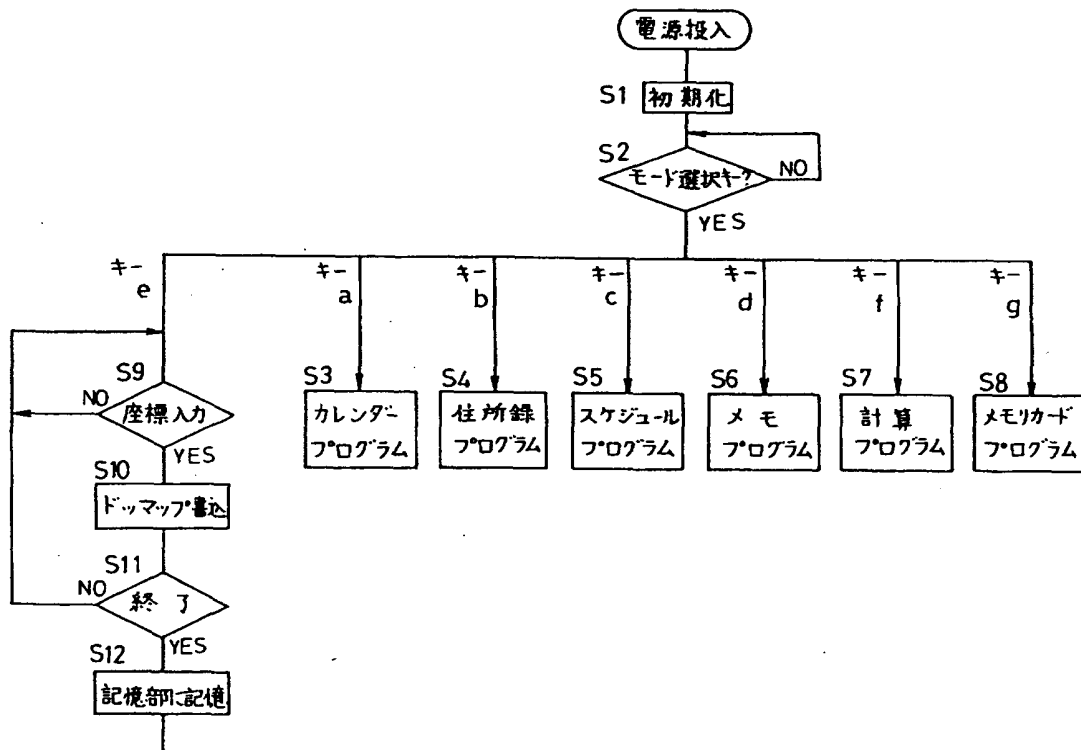 電源投入
S1
初期化
S2
モード選択キー?
NO
YES
キー
e
キー
a
キー
b
キー
c
キー
d
キー
f
キー
g
S9
NO
座標入力
YES
S3
カレンダー
プログラム
S4
住所録
プログラム
S5
スケジュール
プログラム
S6
メモ
プログラム
S7
計算
プログラム
S8
メモリカード
プログラム
S10
ドッマップ書込
S11
NO
終了
YES
S12
記憶部に記憶